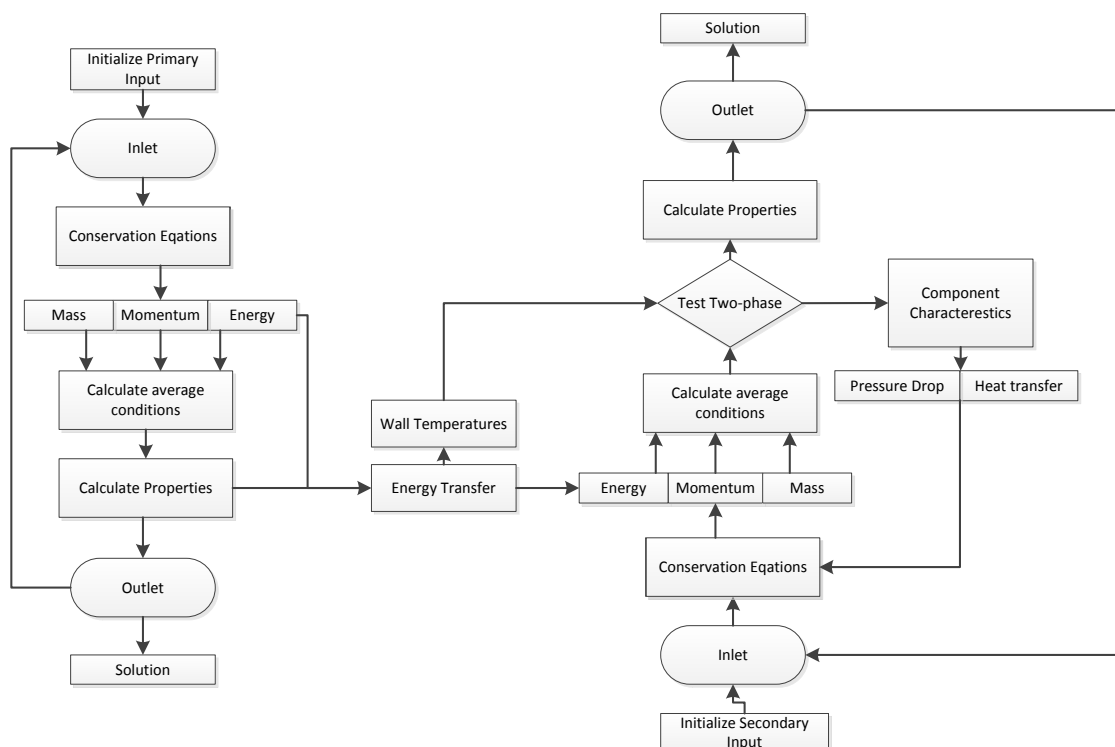 Initialize Primary
Input
Inlet
Conservation Eqations
Mass
Momentum
Energy
Calculate average
conditions
Calculate Properties
Outlet
Solution
Wall Temperatures
Energy Transfer
Solution
Outlet
Calculate Properties
Test Two-phase
Component
Characterestics
Pressure Drop
Heat transfer
Calculate average
conditions
Energy
Momentum
Mass
Conservation Eqations
Inlet
Initialize Secondary
Input